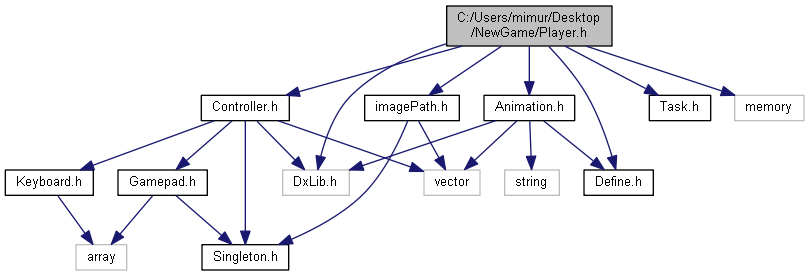 C:/Users/mimur/Desktop
/NewGame/Player.h
Controller.h
imagePath.h
Animation.h
Task.h
memory
Keyboard.h
Gamepad.h
DxLib.h
vector
string
Define.h
array
Singleton.h